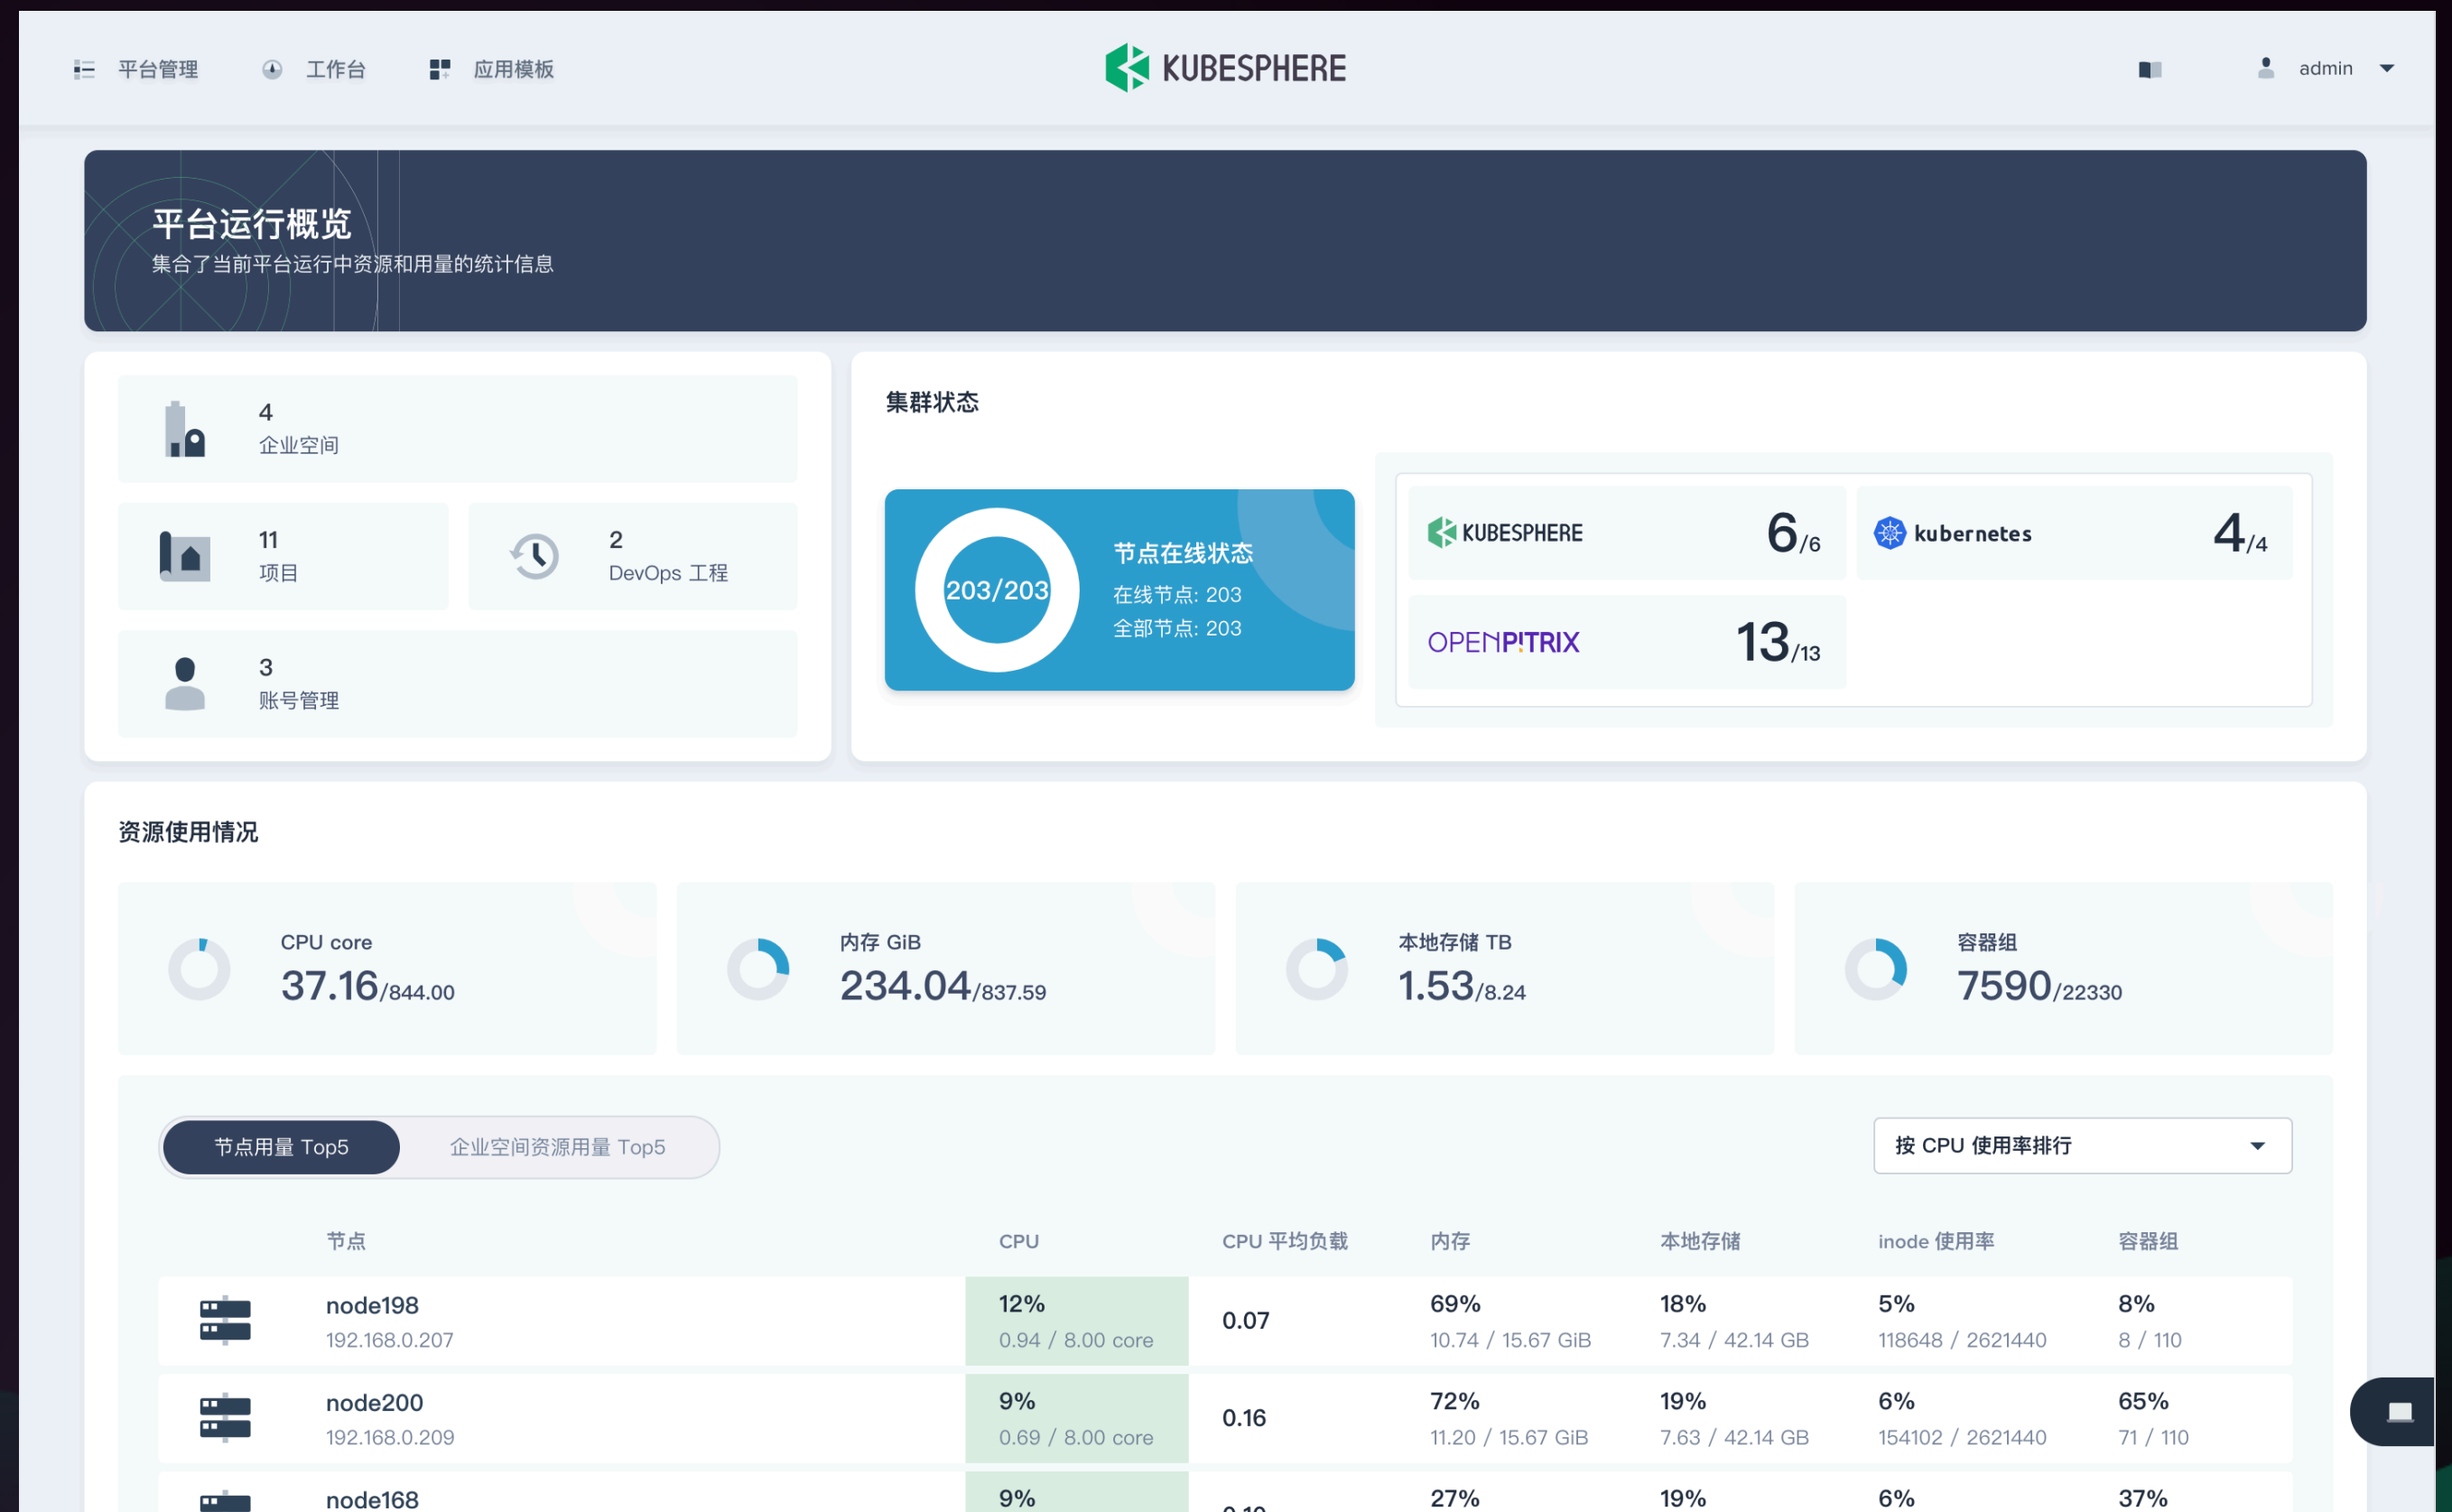 平台管理
工作台
应用模板
KUBESPHERE
admin
平台运行概览
集合了当前平台运行中资源和用量的统计信息
4
企业空间
11
项目
2
DevOps 工程
3
账号管理
集群状态
203/203
节点在线状态
在线节点: 203
全部节点: 203
KUBESPHERE
6/6
kubernetes
4/4
OPENPITRIX
13/13
资源使用情况
CPU core
37.16/844.00
内存 GiB
234.04/837.59
本地存储 TB
1.53/8.24
容器组
7590/22330
节点用量 Top5
企业空间资源用量 Top5
按 CPU 使用率排行
节点 CPU CPU 平均负载 内存 本地存储 inode 使用率 容器组
node198 12% 0.07 69% 18% 5% 8%
192.168.0.207 0.94 / 8.00 core 10.74 / 15.67 GiB 7.34 / 42.14 GB 118648 / 2621440 8 / 110
node200 9% 0.16 72% 19% 6% 65%
192.168.0.209 0.69 / 8.00 core 11.20 / 15.67 GiB 7.63 / 42.14 GB 154102 / 2621440 71 / 110
node168 9% 27% 19% 6% 37%